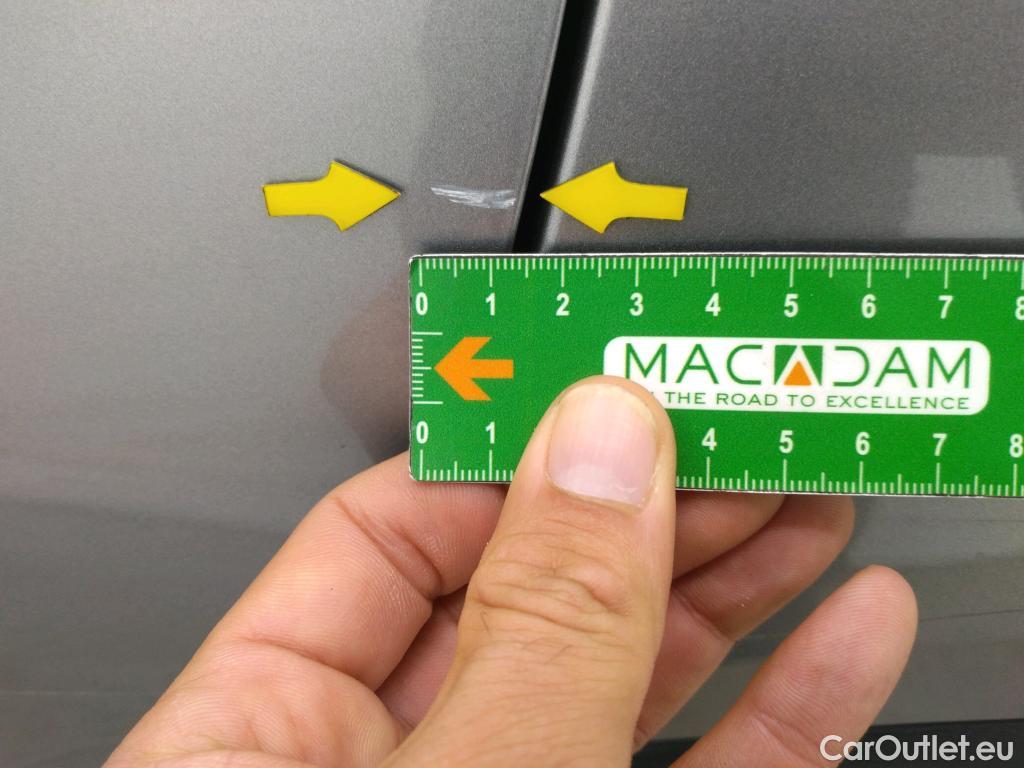 0 1 2 3 4 5 6 7 8
MACADAM
THE ROAD TO EXCELLENCE
0 1 4 5 6 7 8
CarOutlet.eu